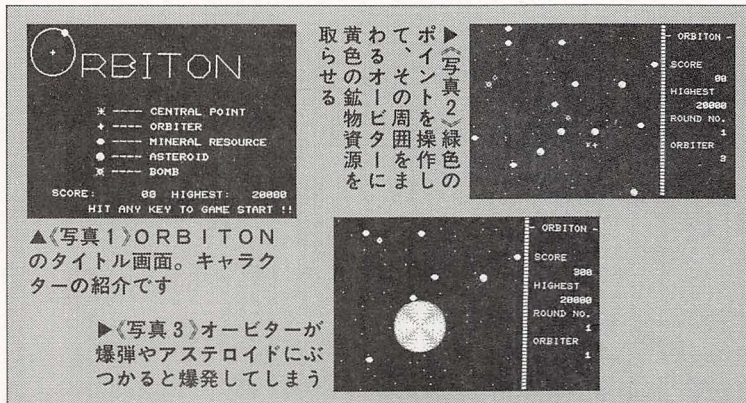 ORBITON
CENTRAL POINT
ORBITER
MINERAL RESOURCE
ASTEROID
BOMB
SCORE: 00 HIGHEST: 20000
HIT ANY KEY TO GAME START !!
▲《写真1》ORBITON
のタイトル画面。キャラク
ターの紹介です
▶《写真2》緑色の
ポイントを操作し
て、その周囲をま
わるオービターに
黄色の鉱物資源を
取らせる
- ORBITON -
SCORE
00
HIGHEST
20000
ROUND NO.
1
ORBITER
3
▶《写真3》オービターが
爆弾やアステロイドにぶ
つかると爆発してしまう
- ORBITON -
SCORE
300
HIGHEST
20000
ROUND NO.
1
ORBITER
1